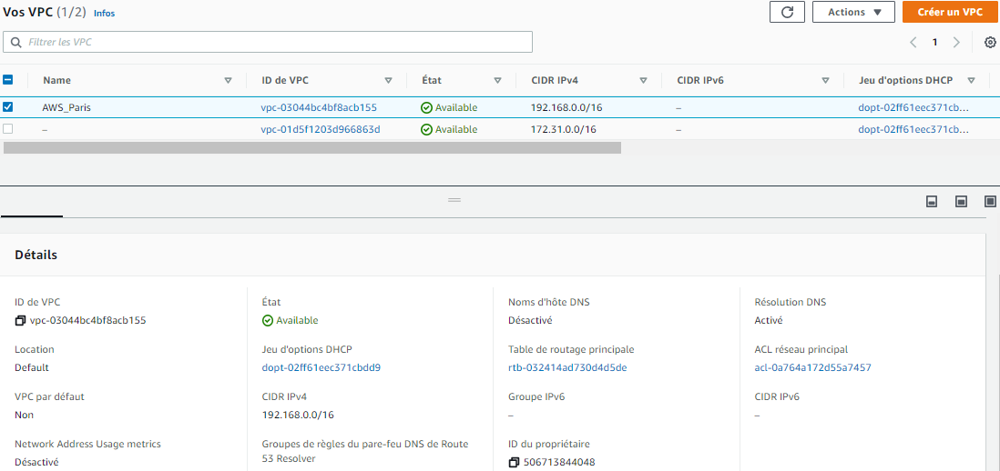 Vos VPC (1/2) Infos
Actions ▼ Créer un VPC
Filtrer les VPC
1
Name ID de VPC État CIDR IPv4 CIDR IPv6 Jeu d'options DHCP
AWS_Paris vpc-03044bc4bf8acb155 Available 192.168.0.0/16 – dopt-02ff61eec371cb...
– vpc-01d5f1203d966863d Available 172.31.0.0/16 – dopt-02ff61eec371cb...
Détails
ID de VPC État Noms d'hôte DNS Résolution DNS
vpc-03044bc4bf8acb155 Available Désactivé Activé
Location Jeu d'options DHCP Table de routage principale ACL réseau principal
Default dopt-02ff61eec371cbdd9 rtb-032414ad730d4d5de acl-0a764a172d55a7457
VPC par défaut CIDR IPv4 Groupe IPv6 CIDR IPv6
Non 192.168.0.0/16 – –
Network Address Usage metrics Groupes de règles du pare-feu DNS de Route 53 Resolver ID du propriétaire
Désactivé 506713844048